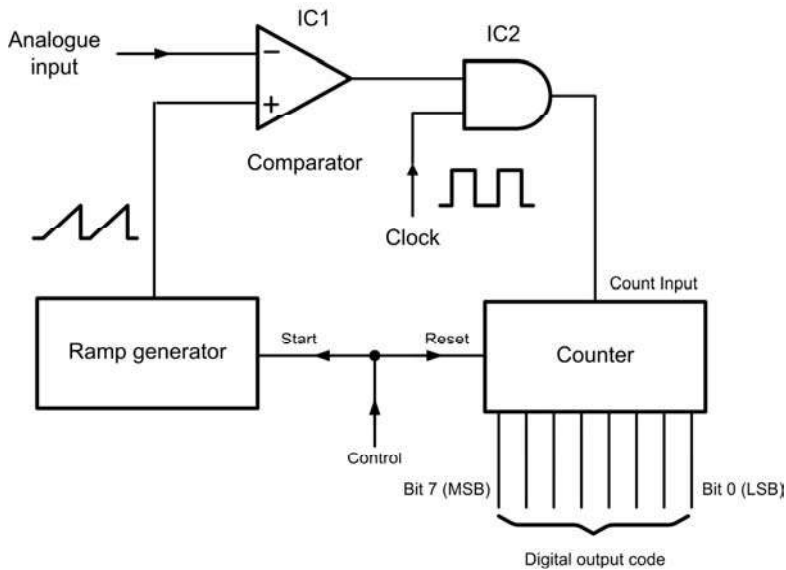 IC1
IC2
Analogue
input
−
+
Comparator
Clock
Count Input
Ramp generator
Start
Reset
Counter
Control
Bit 7 (MSB)
Bit 0 (LSB)
Digital output code